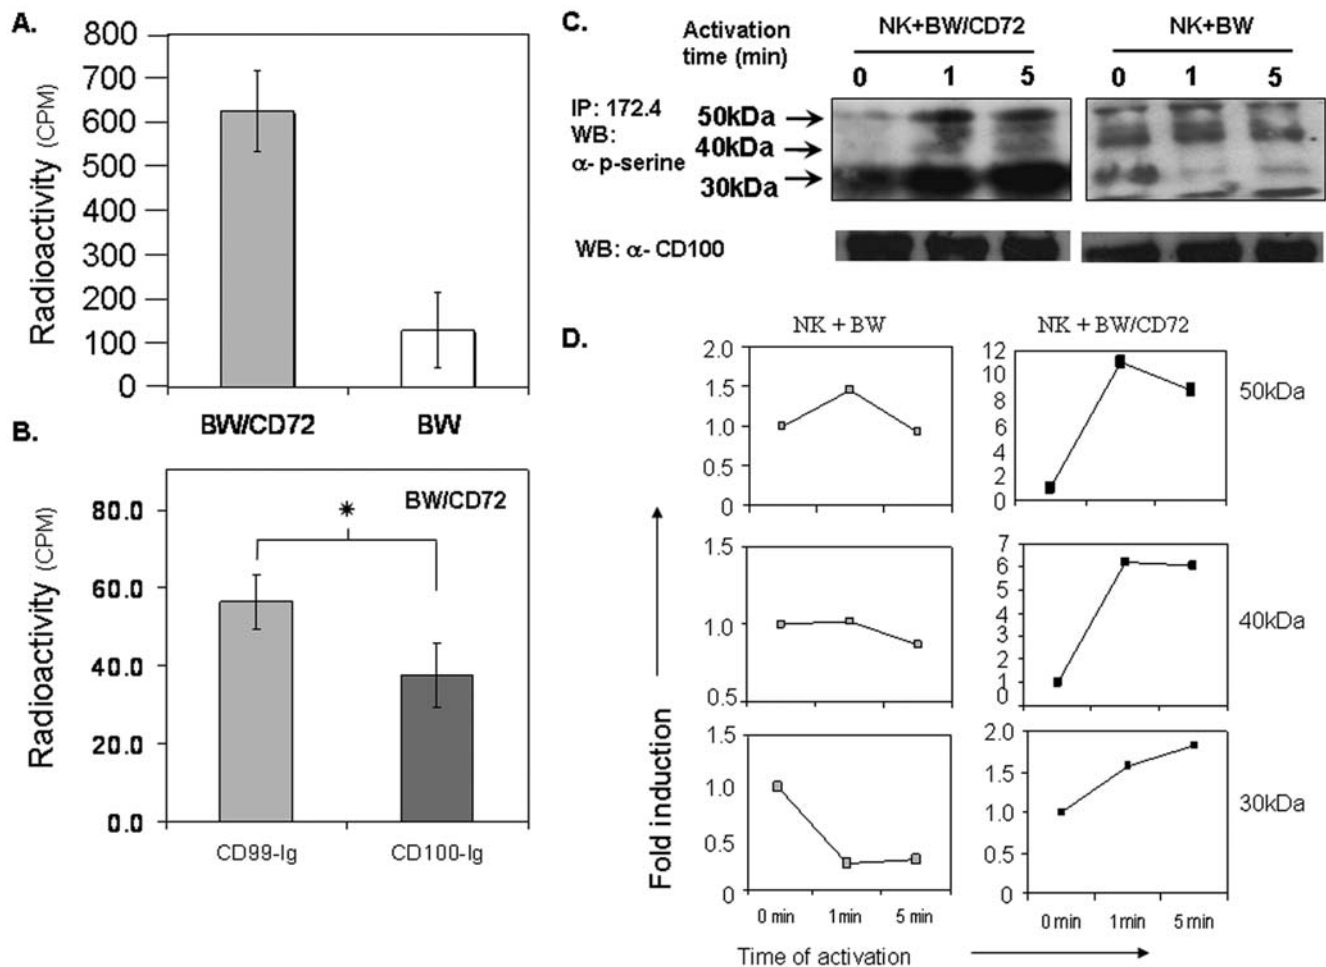 A.
800
700
600
500
400
300
200
100
0
Radioactivity (CPM)
BW/CD72
BW
B.
BW/CD72
*
80.0
60.0
40.0
20.0
0.0
Radioactivity (CPM)
CD99-Ig
CD100-Ig
C.
Activation
time (min)
NK+BW/CD72
NK+BW
0 1 5
0 1 5
IP: 172.4
WB:
α- p-serine
50kDa
40kDa
30kDa
WB: α- CD100
D.
NK + BW
NK + BW/CD72
2.0
1.5
1.0
0.5
0
12
10
8
6
4
2
0
50kDa
1.5
1.0
0.5
7
6
5
4
3
2
1
0
40kDa
1.5
1.0
0.5
0
2.0
1.5
1.0
0.5
0
30kDa
Fold induction
0 min 1min 5 min
0 min 1min 5 min
Time of activation